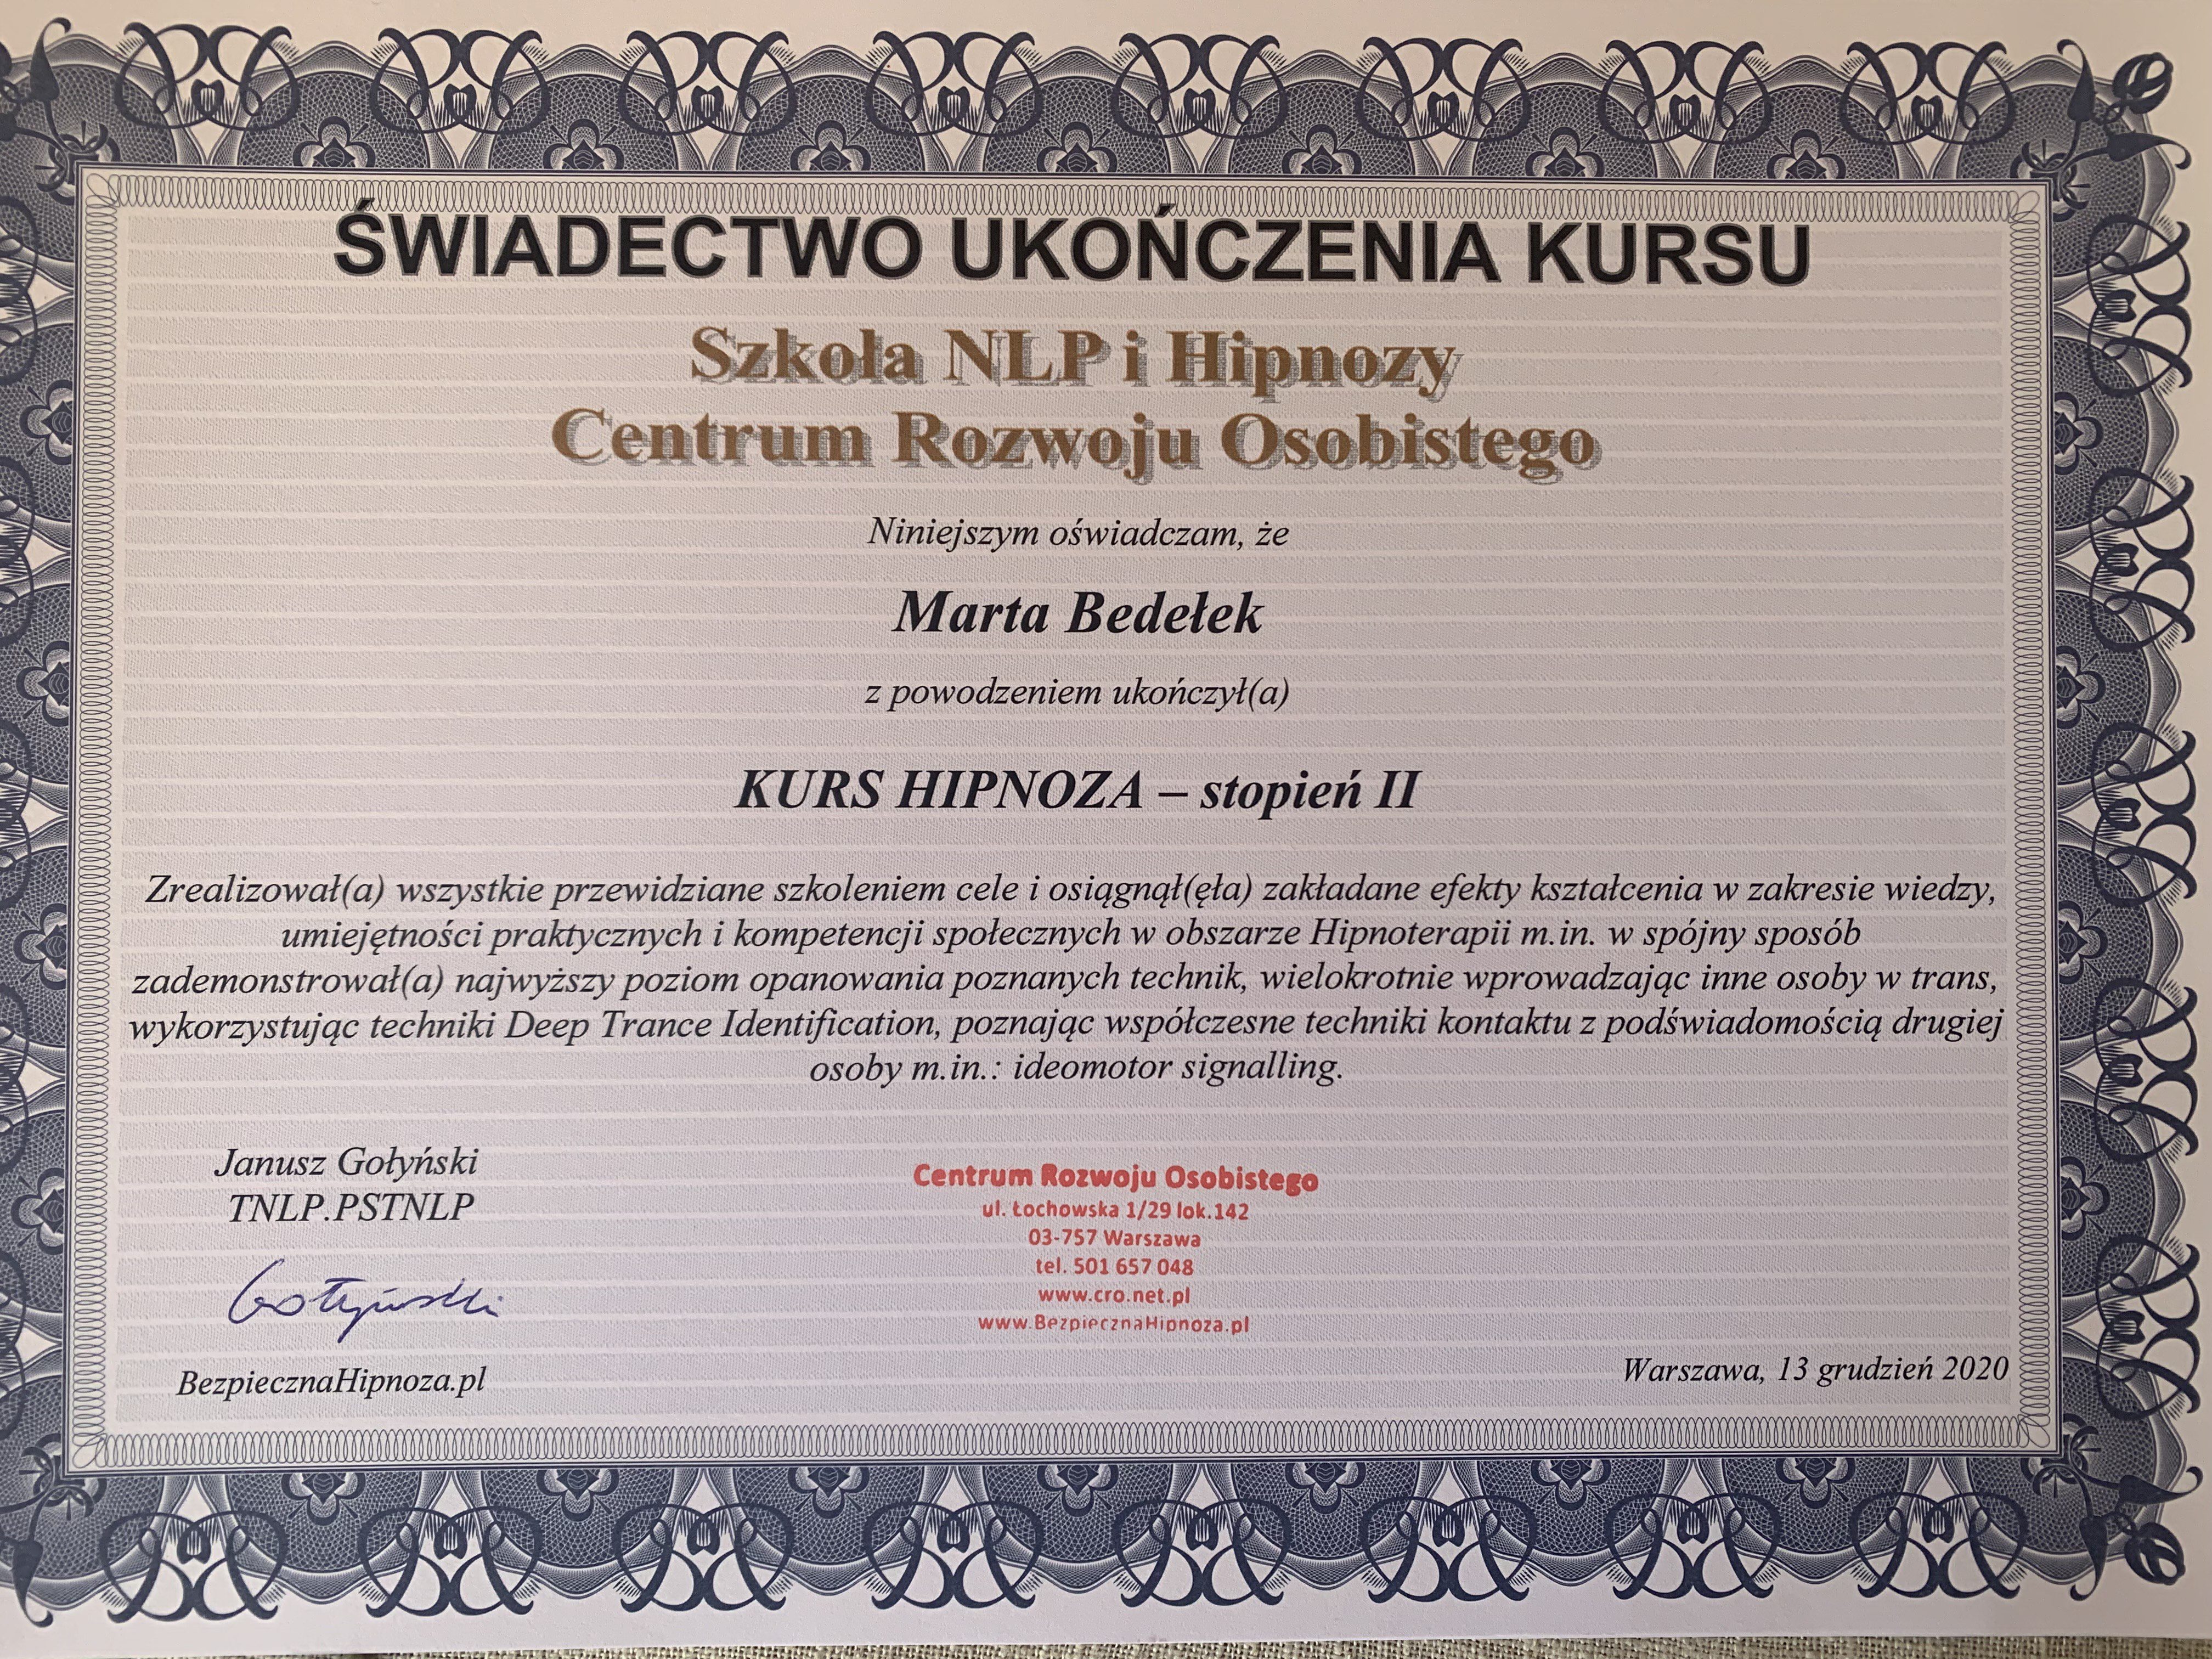 ŚWIADECTWO UKOŃCZENIA KURSU
Szkoła NLP i Hipnozy
Centrum Rozwoju Osobistego
Niniejszym oświadczam, że
Marta Bedełek
z powodzeniem ukończył(a)
KURS HIPNOZA – stopień II
Zrealizował(a) wszystkie przewidziane szkoleniem cele i osiągnął(ęła) zakładane efekty kształcenia w zakresie wiedzy,
umiejętności praktycznych i kompetencji społecznych w obszarze Hipnoterapii m.in. w spójny sposób
zademonstrował(a) najwyższy poziom opanowania poznanych technik, wielokrotnie wprowadzając inne osoby w trans,
wykorzystując techniki Deep Trance Identification, poznając współczesne techniki kontaktu z podświadomością drugiej
osoby m.in.: ideomotor signalling.
Janusz Gołyński
TNLP.PSTNLP
Gołyński
BezpiecznaHipnoza.pl
Centrum Rozwoju Osobistego
ul. Łochowska 1/29 lok.142
03-757 Warszawa
tel. 501 657 048
www.cro.net.pl
www.BezpiecznaHipnoza.pl
Warszawa, 13 grudzień 2020